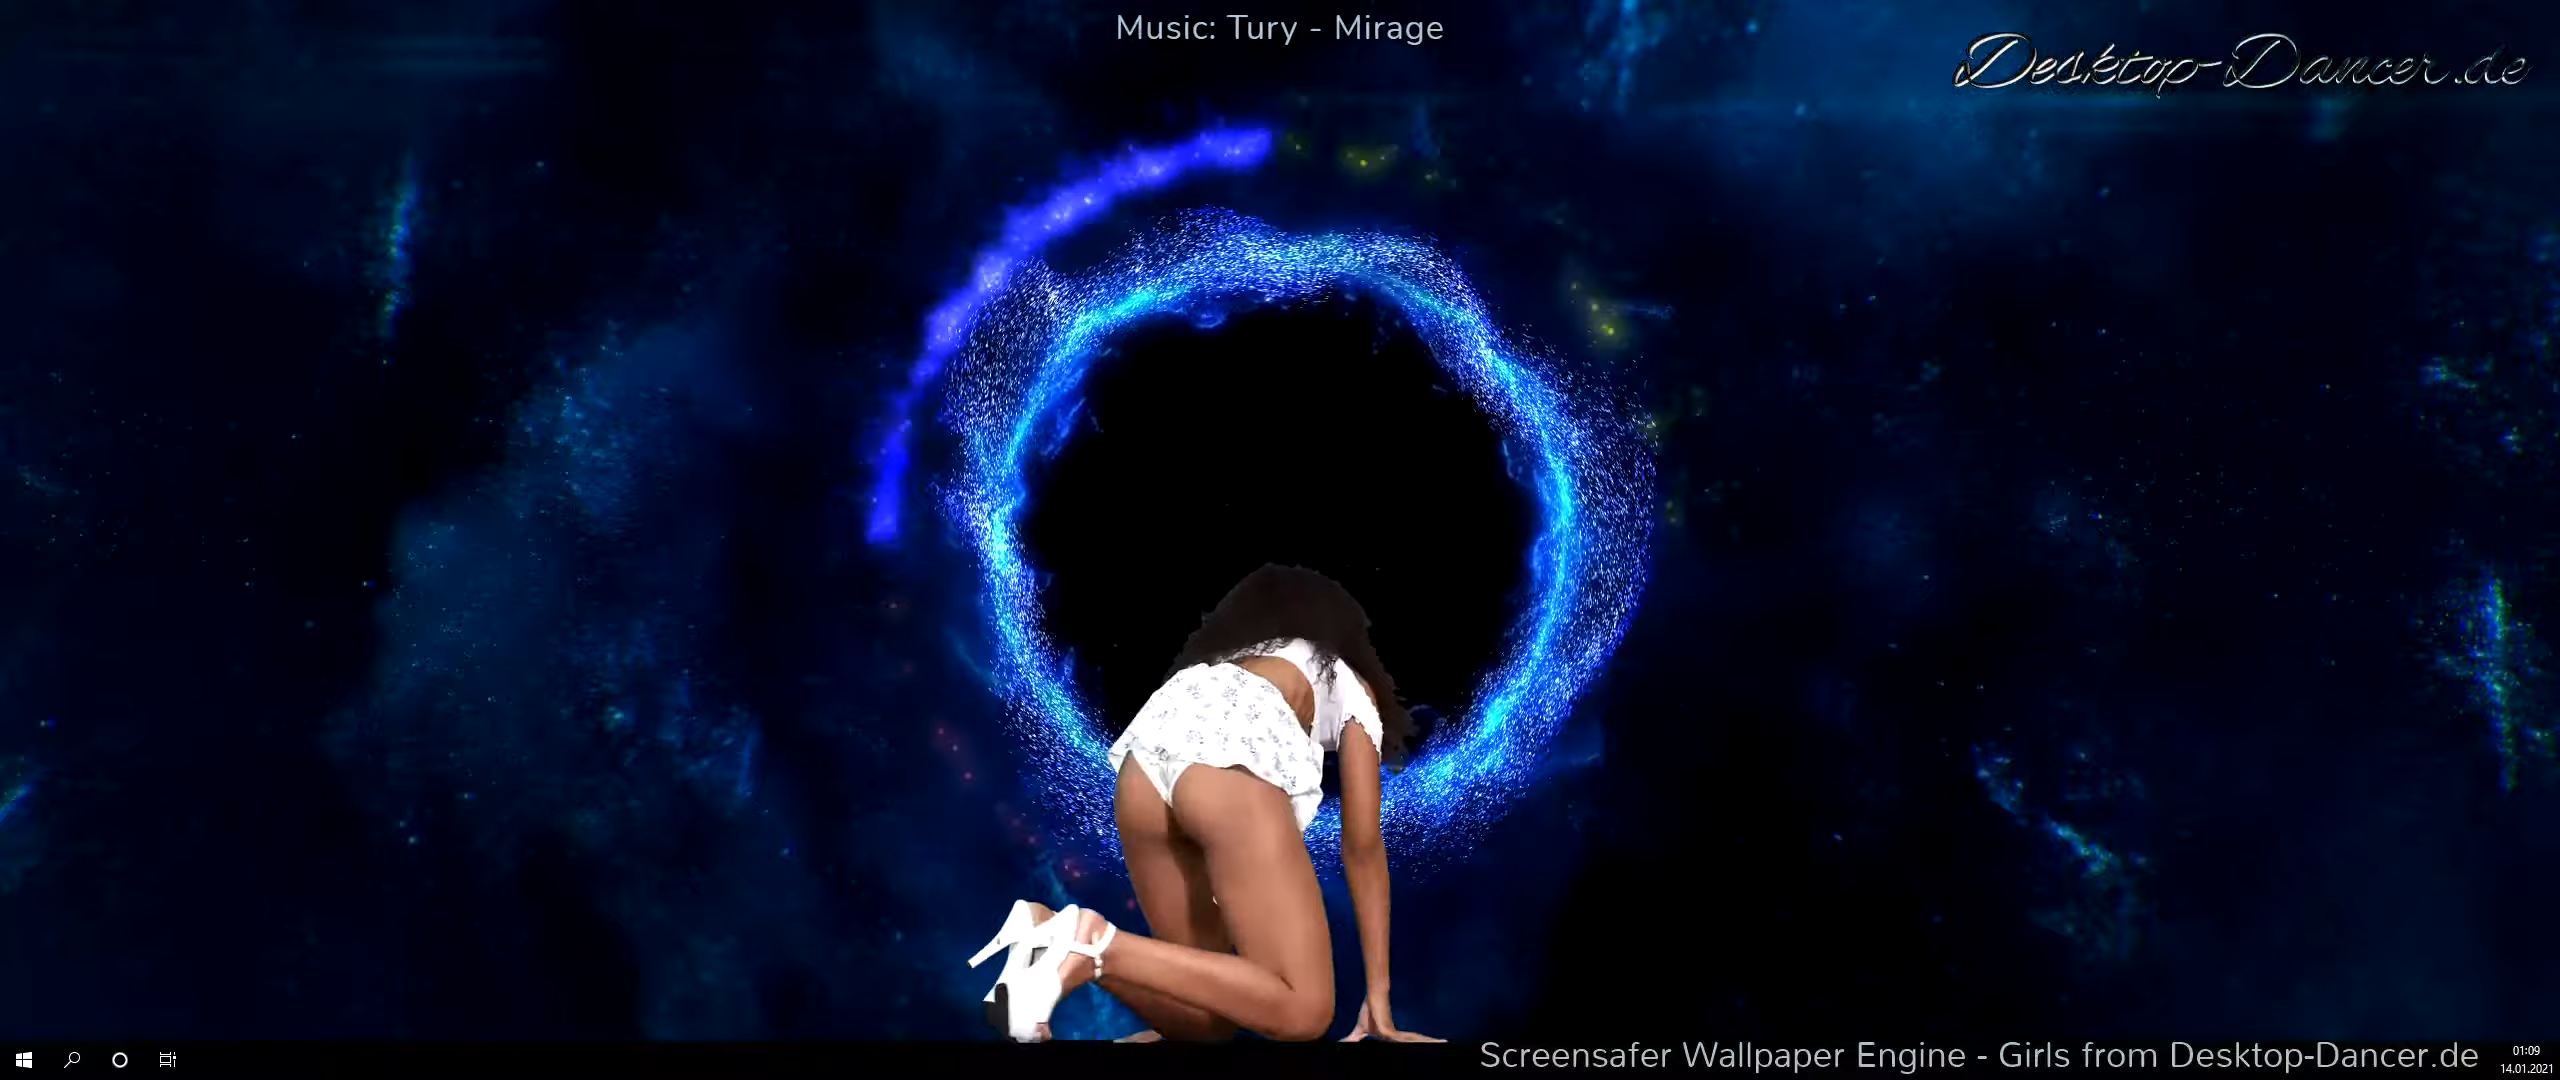 Music: Tury - Mirage
Desktop-Dancer.de
Screensafer Wallpaper Engine - Girls from Desktop-Dancer.de
01:09
14.01.2021